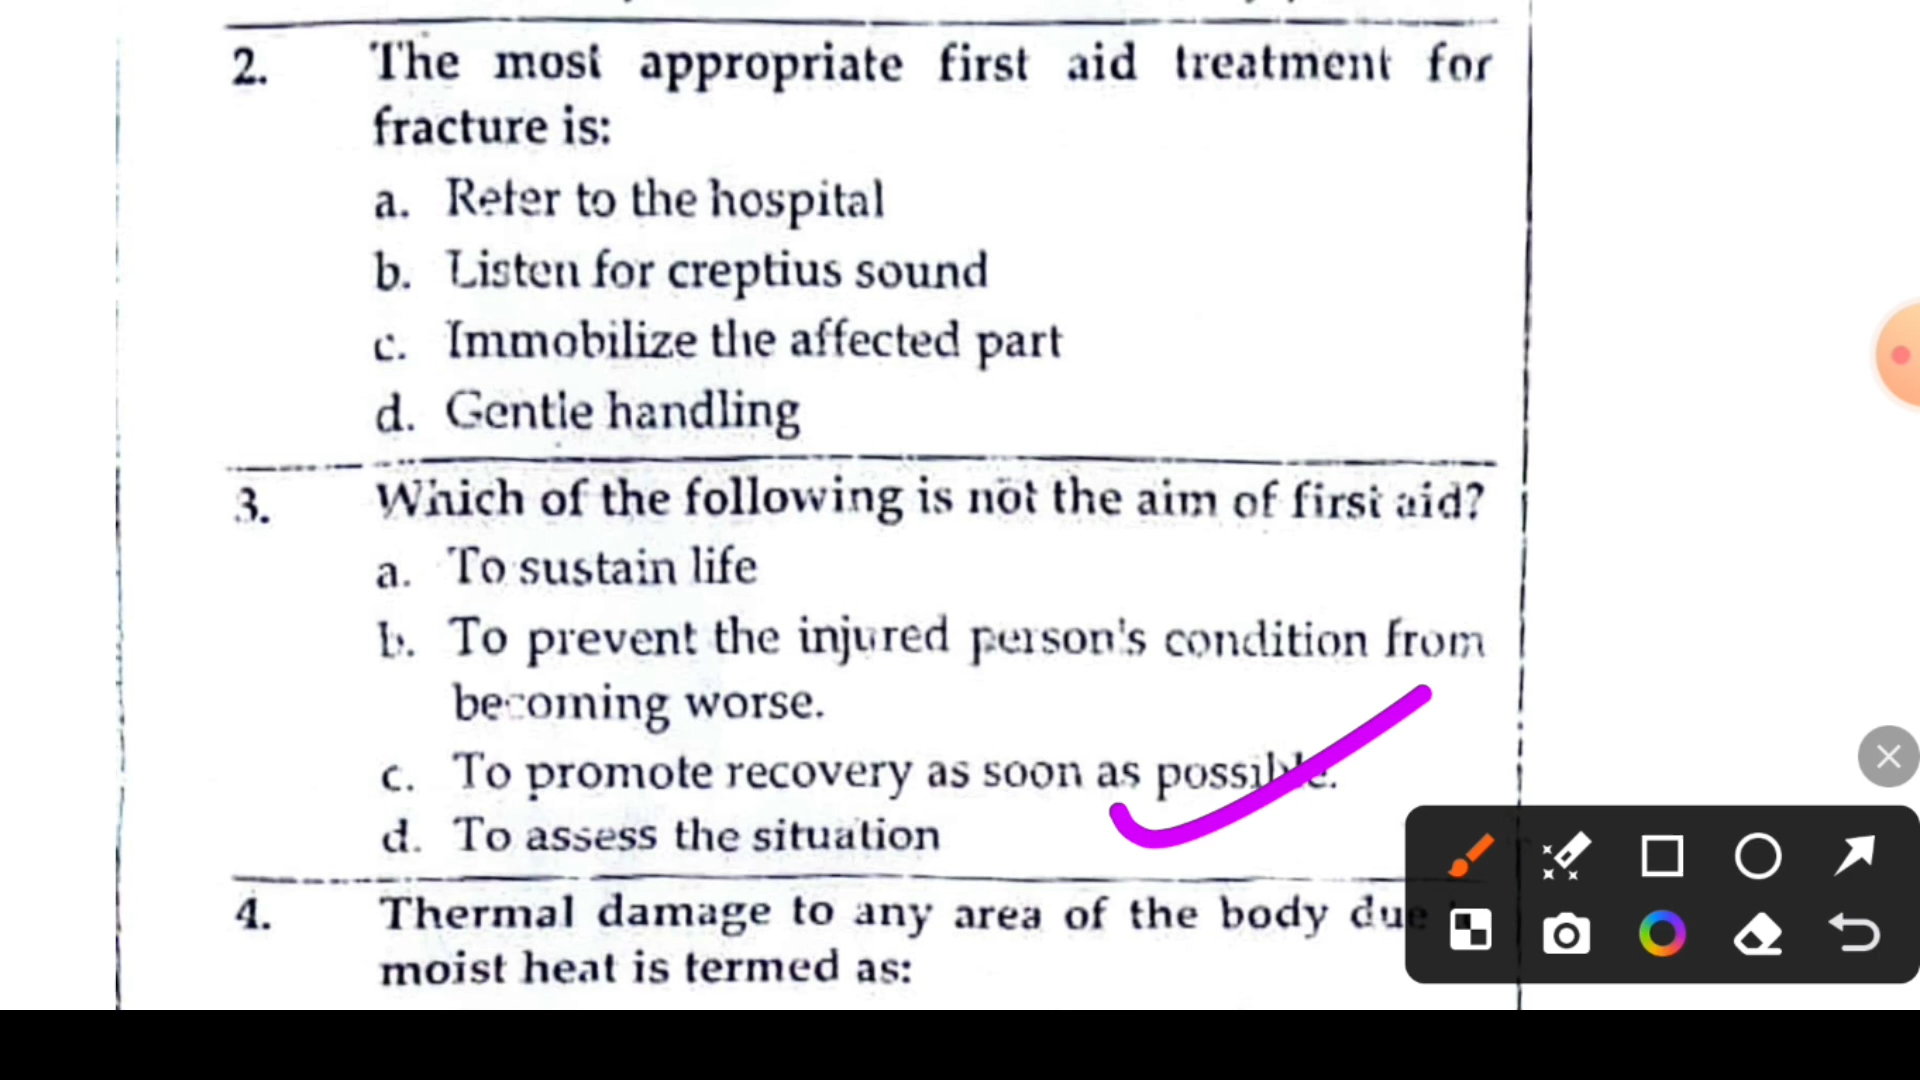 2. The most appropriate first aid treatment for
fracture is:
a. Refer to the hospital
b. Listen for creptius sound
c. Immobilize the affected part
d. Gentle handling
3. Which of the following is not the aim of first aid?
a. To sustain life
b. To prevent the injured person's condition from
becoming worse.
c. To promote recovery as soon as possible.
d. To assess the situation
4. Thermal damage to any area of the body due
moist heat is termed as: